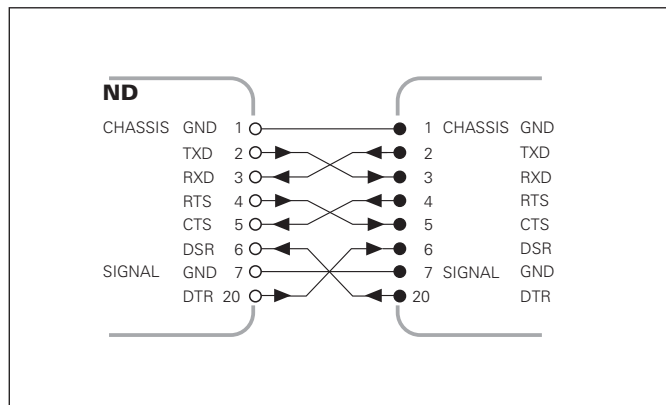 ND
CHASSIS GND 1 1 CHASSIS GND
TXD 2 2 TXD
RXD 3 3 RXD
RTS 4 4 RTS
CTS 5 5 CTS
DSR 6 6 DSR
SIGNAL GND 7 7 SIGNAL GND
DTR 20 20 DTR